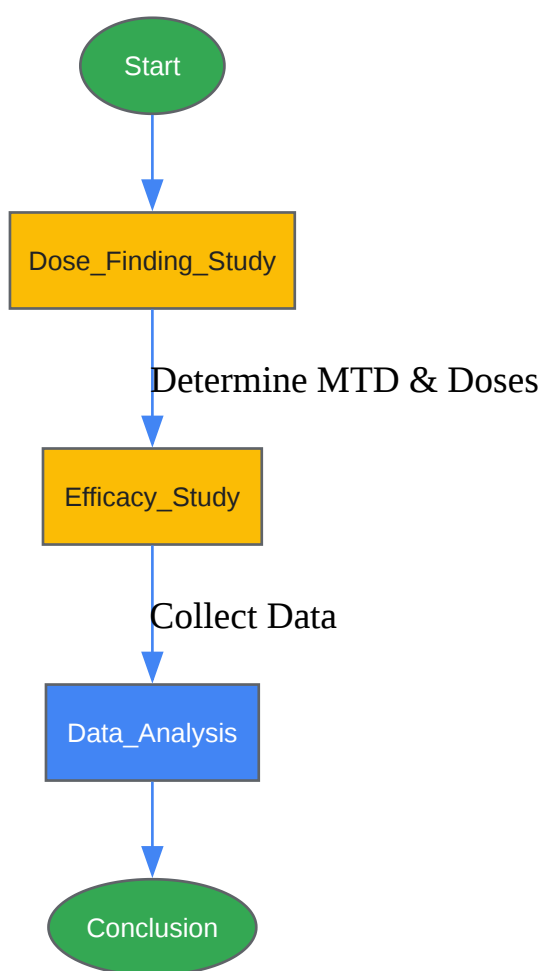 Start
Dose_Finding_Study
Determine MTD & Doses
Efficacy_Study
Collect Data
Data_Analysis
Conclusion